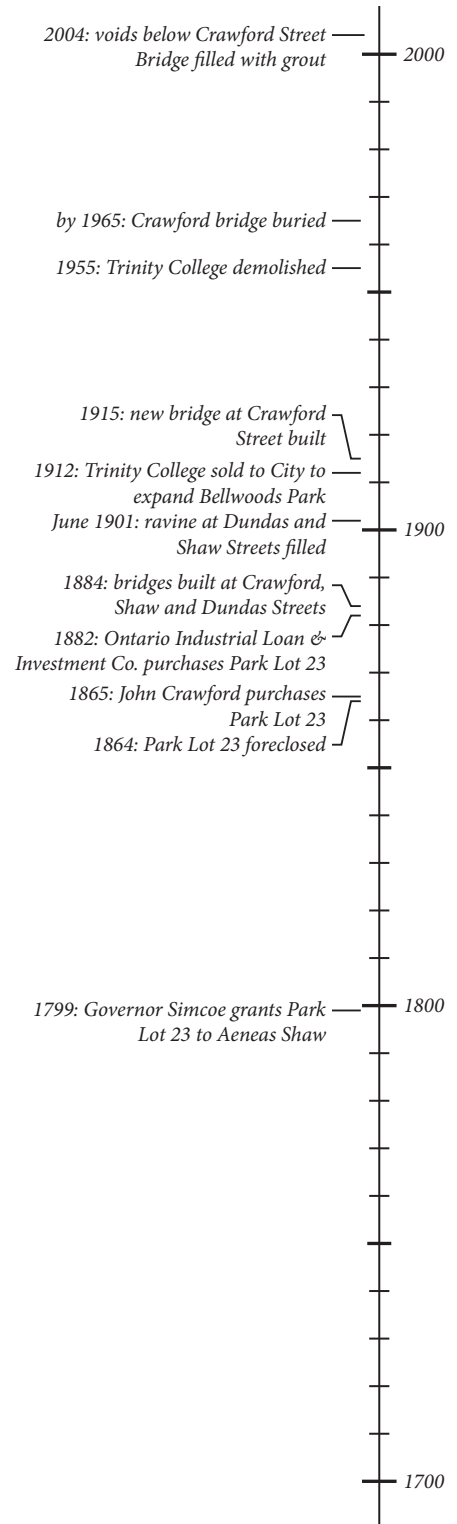 2004: voids below Crawford Street
Bridge filled with grout
2000
by 1965: Crawford bridge buried
1955: Trinity College demolished
1915: new bridge at Crawford
Street built
1912: Trinity College sold to City to
expand Bellwoods Park
June 1901: ravine at Dundas and
Shaw Streets filled
1900
1884: bridges built at Crawford,
Shaw and Dundas Streets
1882: Ontario Industrial Loan &
Investment Co. purchases Park Lot 23
1865: John Crawford purchases
Park Lot 23
1864: Park Lot 23 foreclosed
1799: Governor Simcoe grants Park
Lot 23 to Aeneas Shaw
1800
1700